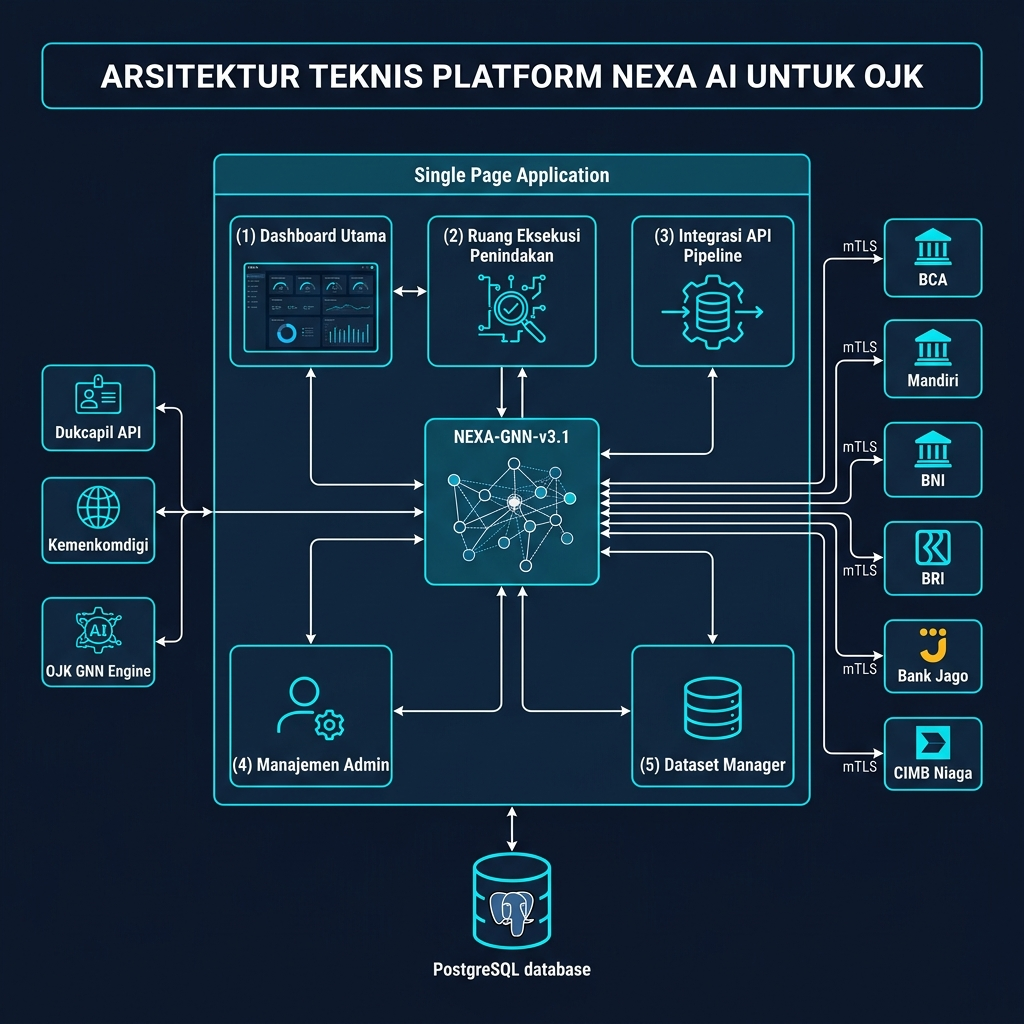 ARSITEKTUR TEKNIS PLATFORM NEXA AI UNTUK OJK
Single Page Application
(1) Dashboard Utama
(2) Ruang Eksekusi
Penindakan
(3) Integrasi API
Pipeline
NEXA-GNN-v3.1
(4) Manajemen Admin
(5) Dataset Manager
Dukcapil API
Kemenkomdigi
AI
OJK GNN Engine
mTLS
BCA
mTLS
Mandiri
mTLS
BNI
mTLS
BRI
mTLS
Bank Jago
mTLS
CIMB Niaga
PostgreSQL database